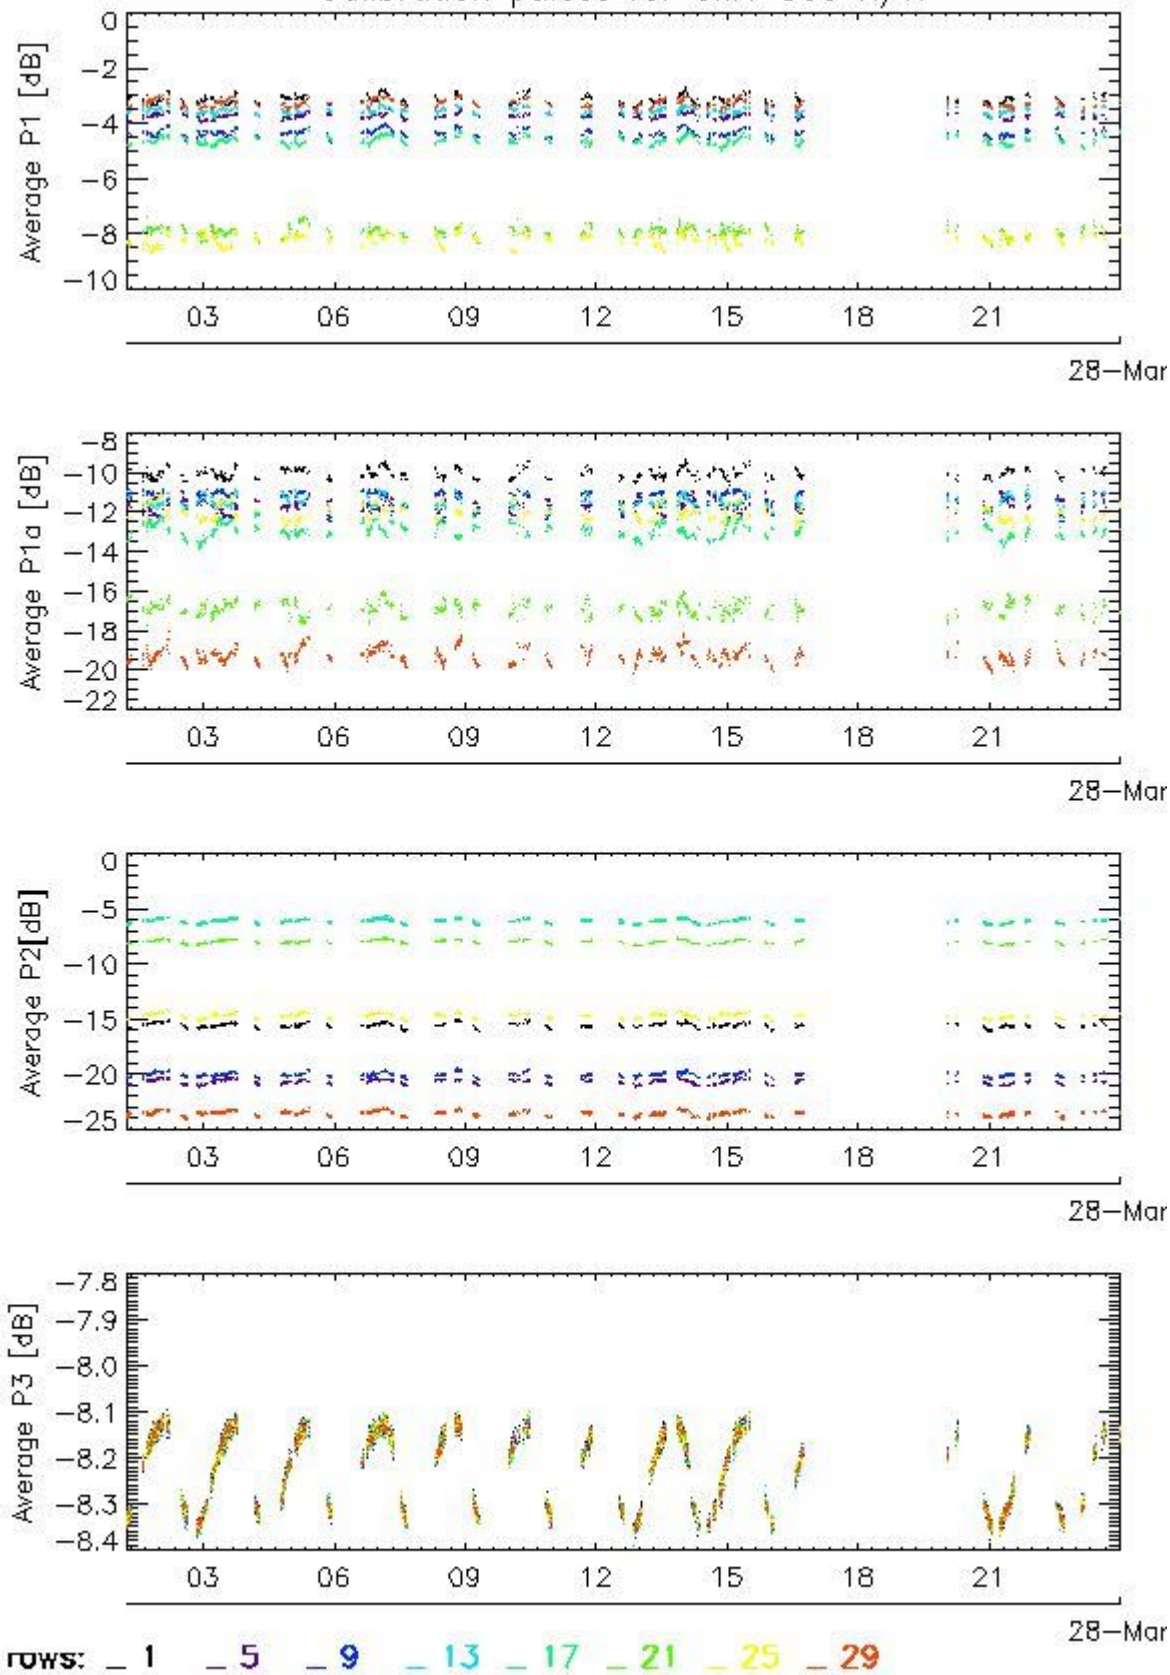 0
-2
-4
-6
-8
-10
Average P1 [dB]
03 06 09 12 15 18 21
28-Mar
-8
-10
-12
-14
-16
-18
-20
-22
Average P1a [dB]
03 06 09 12 15 18 21
28-Mar
0
-5
-10
-15
-20
-25
Average P2[dB]
03 06 09 12 15 18 21
28-Mar
-7.8
-7.9
-8.0
-8.1
-8.2
-8.3
-8.4
Average P3 [dB]
03 06 09 12 15 18 21
28-Mar
rows: _ 1 _ 5 _ 9 _ 13 _ 17 _ 21 _ 25 _ 29